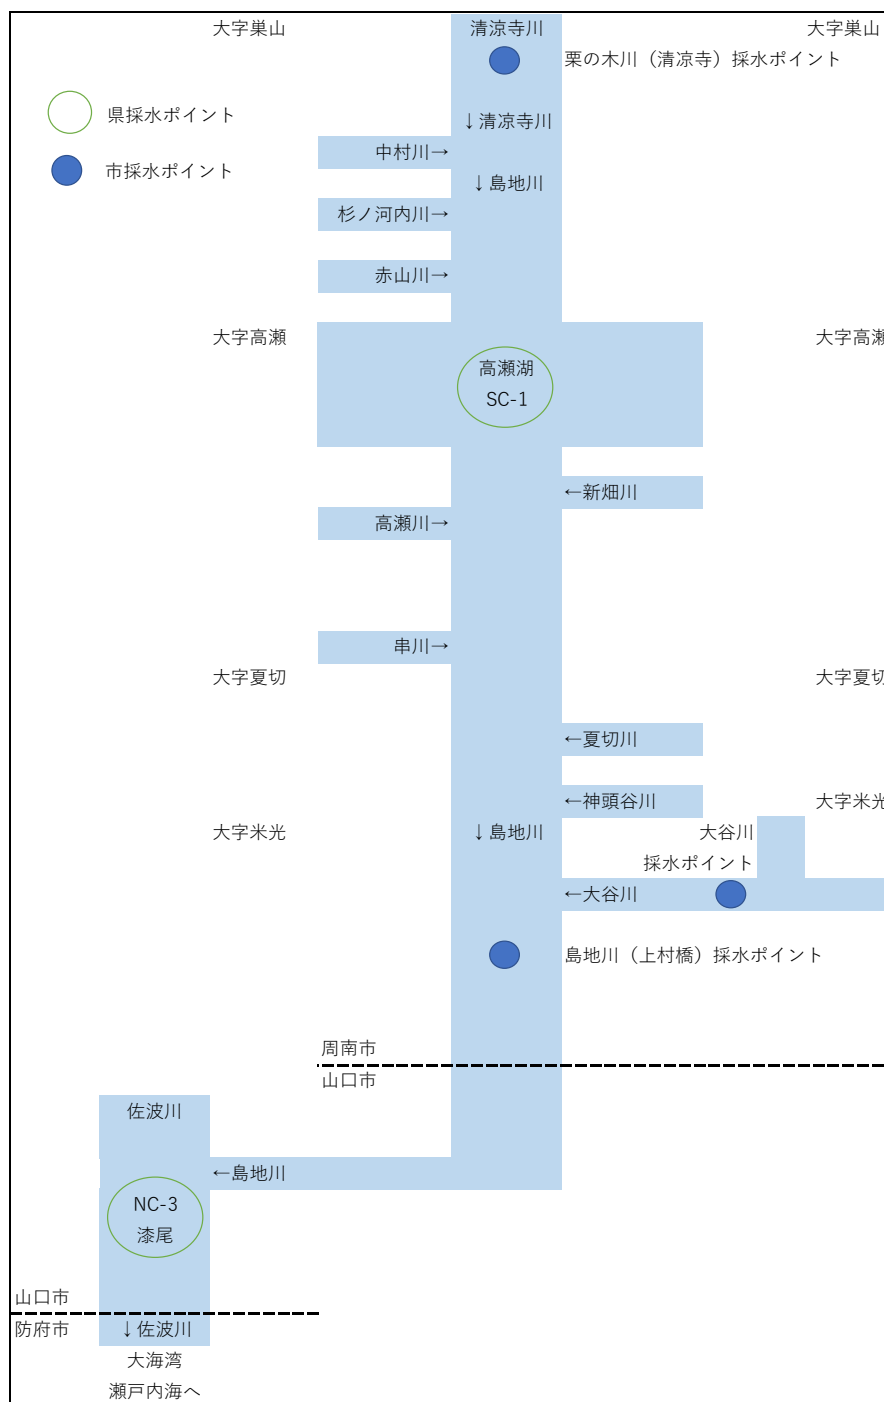 大字巣山
清涼寺川
大字巣山
栗の木川（清凉寺）採水ポイント
県採水ポイント
↓清凉寺川
中村川→
市採水ポイント
↓島地川
杉ノ河内川→
赤山川→
大字高瀬
大字高瀬
高瀬湖
SC-1
←新畑川
高瀬川→
串川→
大字夏切
大字夏切
←夏切川
←神頭谷川
大字米光
大字米光
↓島地川
大谷川
採水ポイント
←大谷川
島地川（上村橋）採水ポイント
周南市
山口市
佐波川
←島地川
NC-3
漆尾
山口市
防府市
↓佐波川
大海湾
瀬戸内海へ